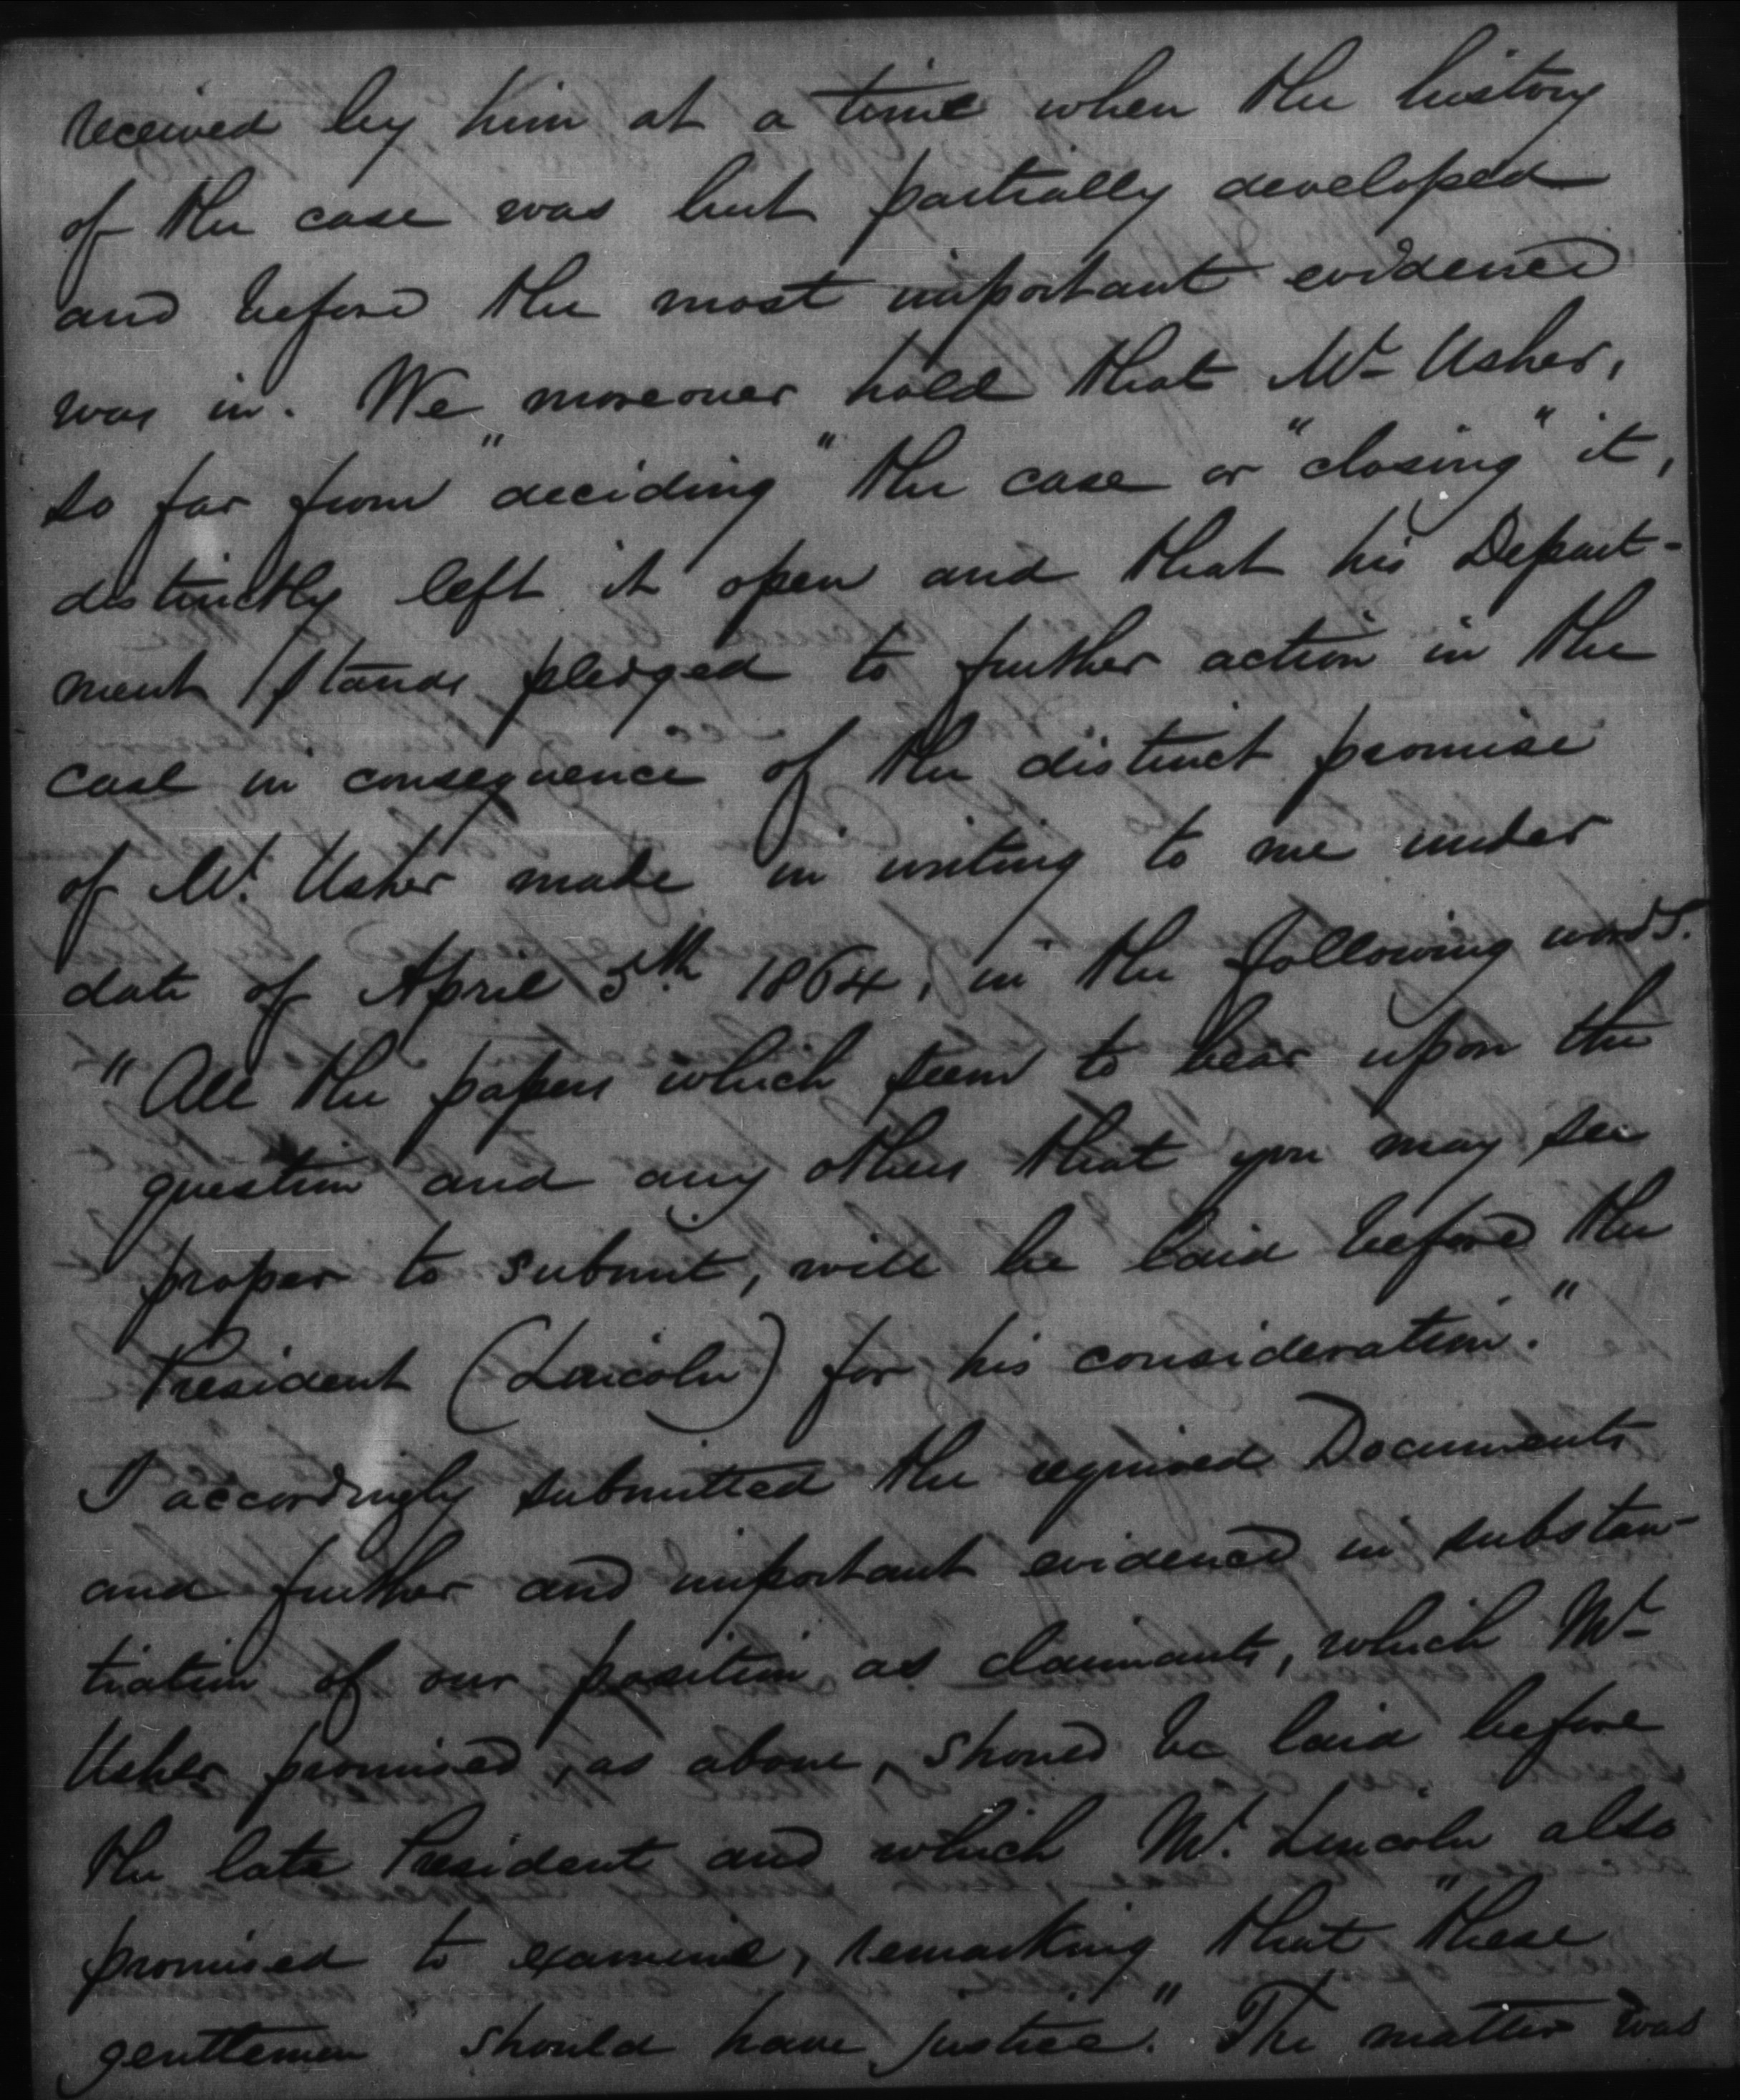 received by him at a time when the history
of the case was but partially developed
and before the most important evidence
was in. We moreover hold that Mr Usher,
so far from "deciding" the case or "closing" it,
distinctly left it open and that his Depart-
ment stands pledged to further action in the
case in consequence of the distinct promise
of Mr. Usher made in writing to me under
date of April 5th 1864, in the following words.
"All the papers which seem to bear upon the
question and any others that you may see
proper to submit, will be laid before the
President (Lincoln) for his consideration."
I accordingly submitted the required Documents
and further and important evidence in substan-
tiation of our position as claimants, which Mr
Usher promised, as above, should be laid before
the late President and which Mr. Lincoln also
promised to examine, remarking that "these
gentlemen should have justice." The matter was